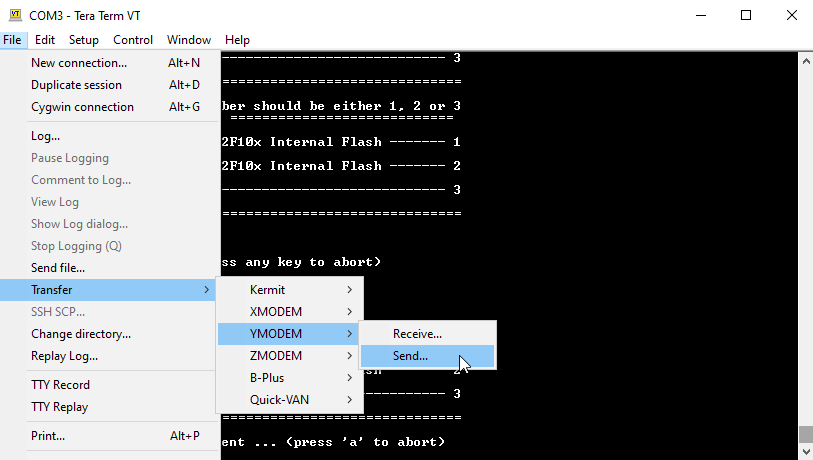 COM3 - Tera Term VT
File Edit Setup Control Window Help
New connection... Alt+N
Duplicate session Alt+D
Cygwin connection Alt+G
Log...
Pause Logging
Comment to Log...
View Log
Show Log dialog...
Stop Logging (Q)
Send file...
Transfer
SSH SCP...
Change directory...
Replay Log...
TTY Record
TTY Replay
Print... Alt+P
Kermit
XMODEM
YMODEM
ZMODEM
B-Plus
Quick-VAN
Receive...
Send...
---------------------------- 3
==============================
ber should be either 1, 2 or 3
============================
2F10x Internal Flash ------- 1
2F10x Internal Flash ------- 2
---------------------------- 3
==============================
ss any key to abort)
2
---------- 3
==============================
ent ... (press 'a' to abort)